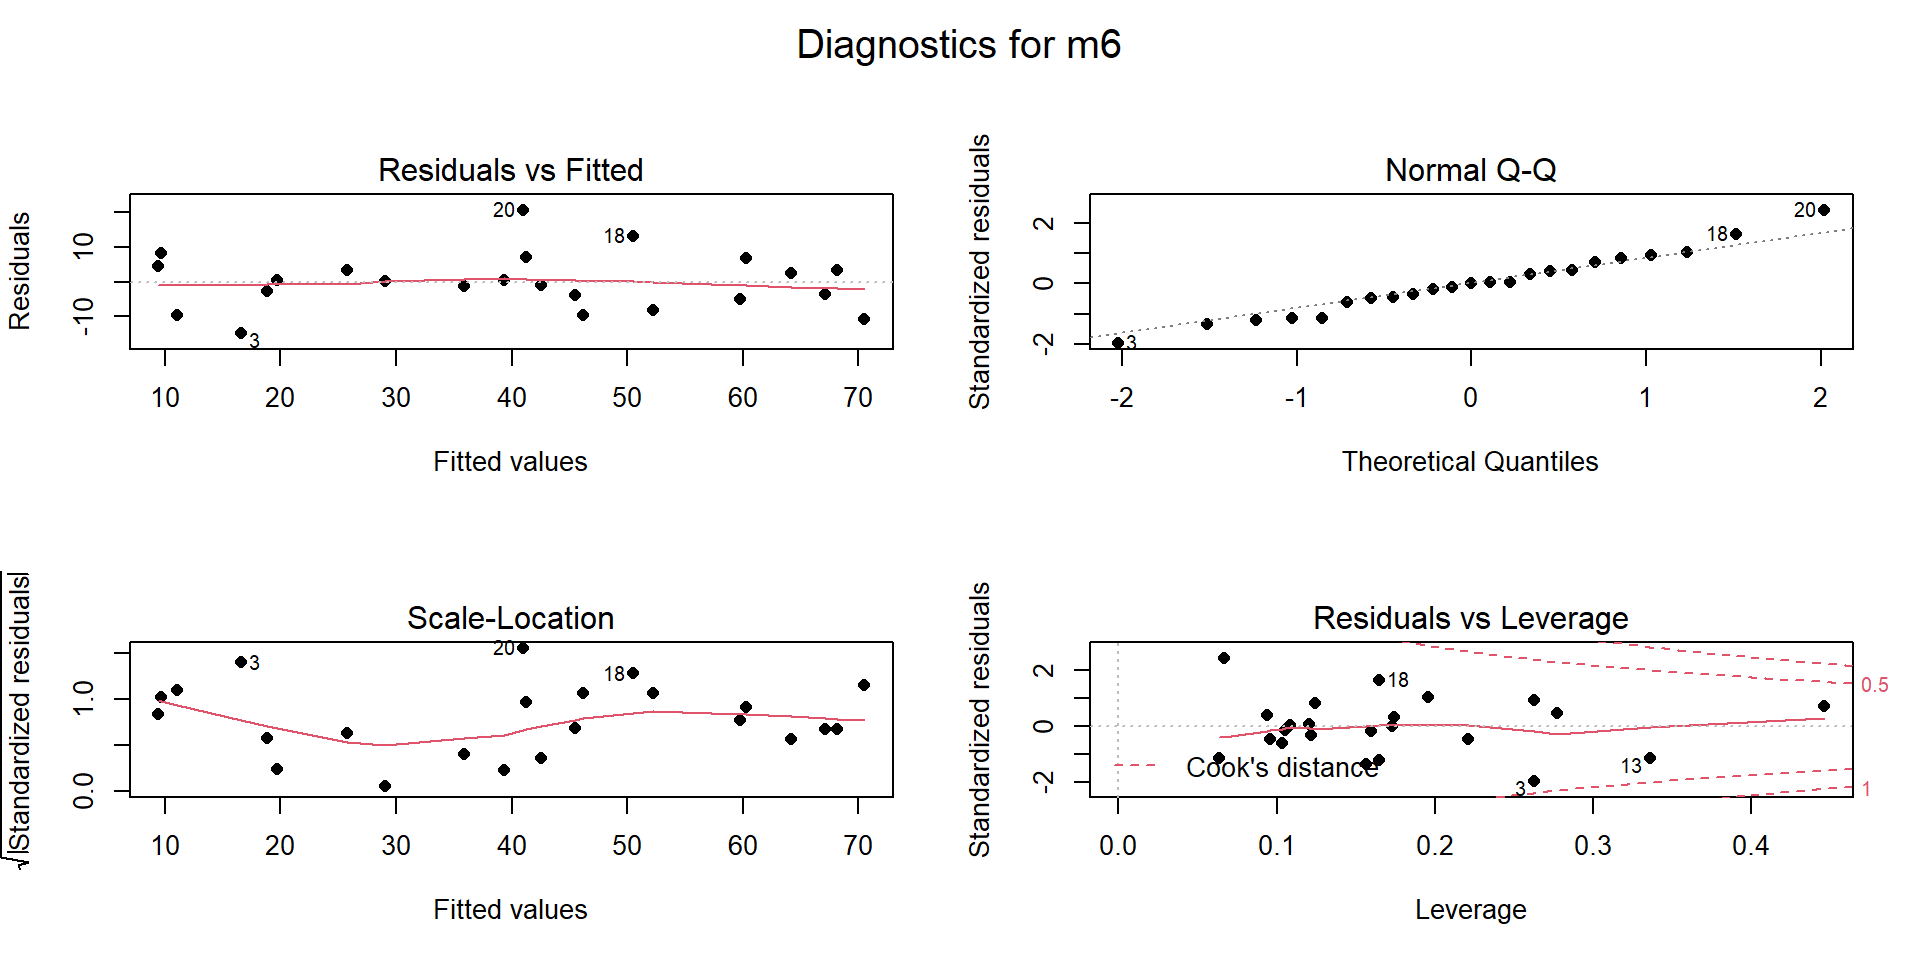 Diagnostics for m6
Residuals vs Fitted
Residuals
10
-10
20
18
3
10 20 30 40 50 60 70
Fitted values
Normal Q-Q
Standardized residuals
2
0
-2
20
18
3
-2 -1 0 1 2
Theoretical Quantiles
Scale-Location
√|Standardized residuals|
1.0
0.0
3
20
18
10 20 30 40 50 60 70
Fitted values
Residuals vs Leverage
Standardized residuals
2
0
-2
18
0.5
13
Cook's distance
3
1
0.0 0.1 0.2 0.3 0.4
Leverage